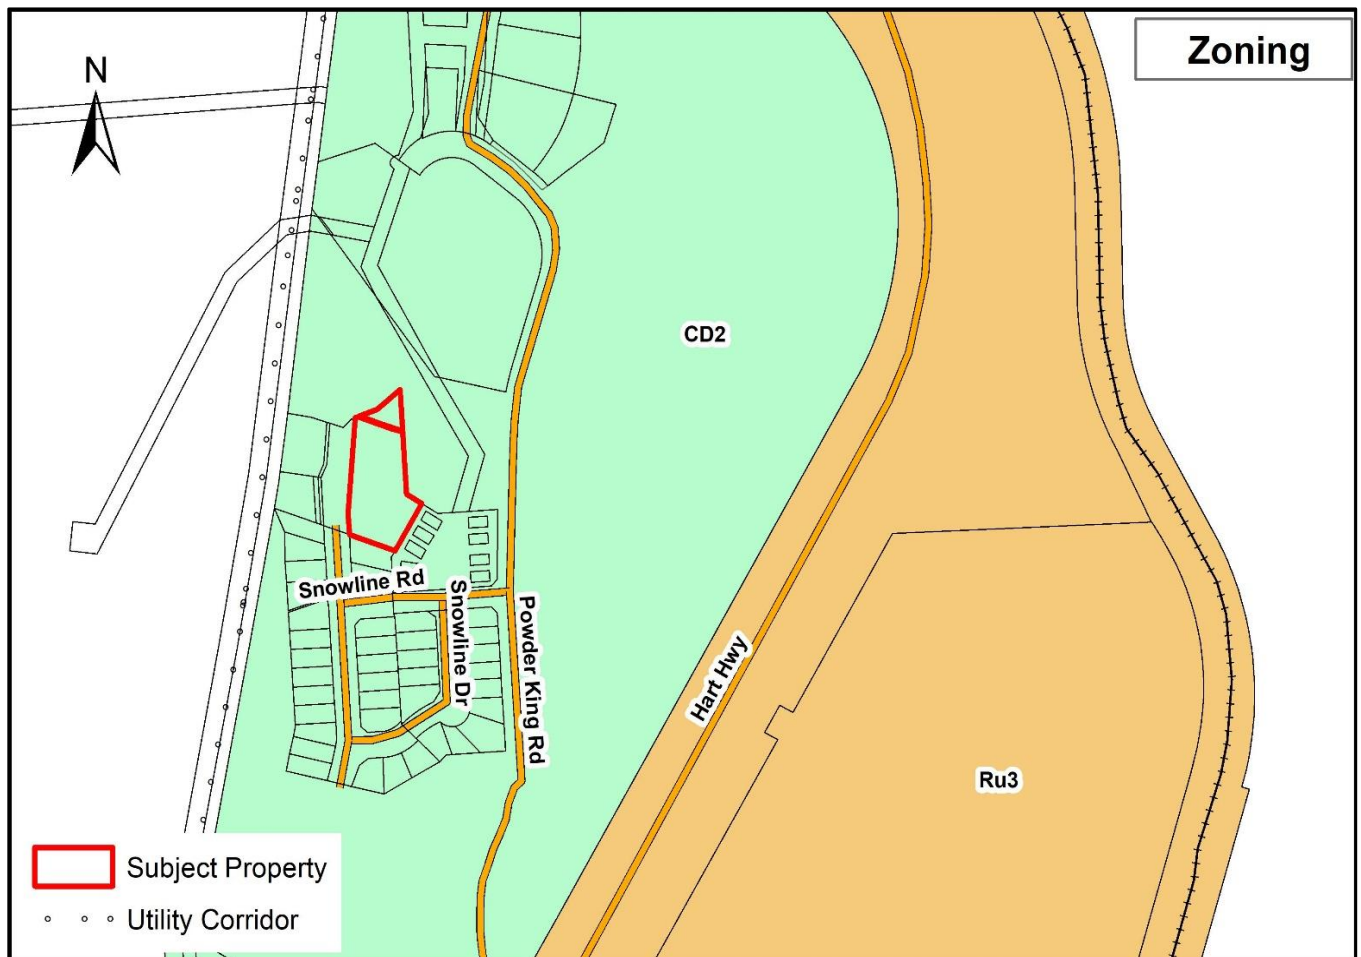 Zoning
N
CD2
Snowline Rd
Snowline Dr
Powder King Rd
Hart Hwy
Ru3
Subject Property
Utility Corridor